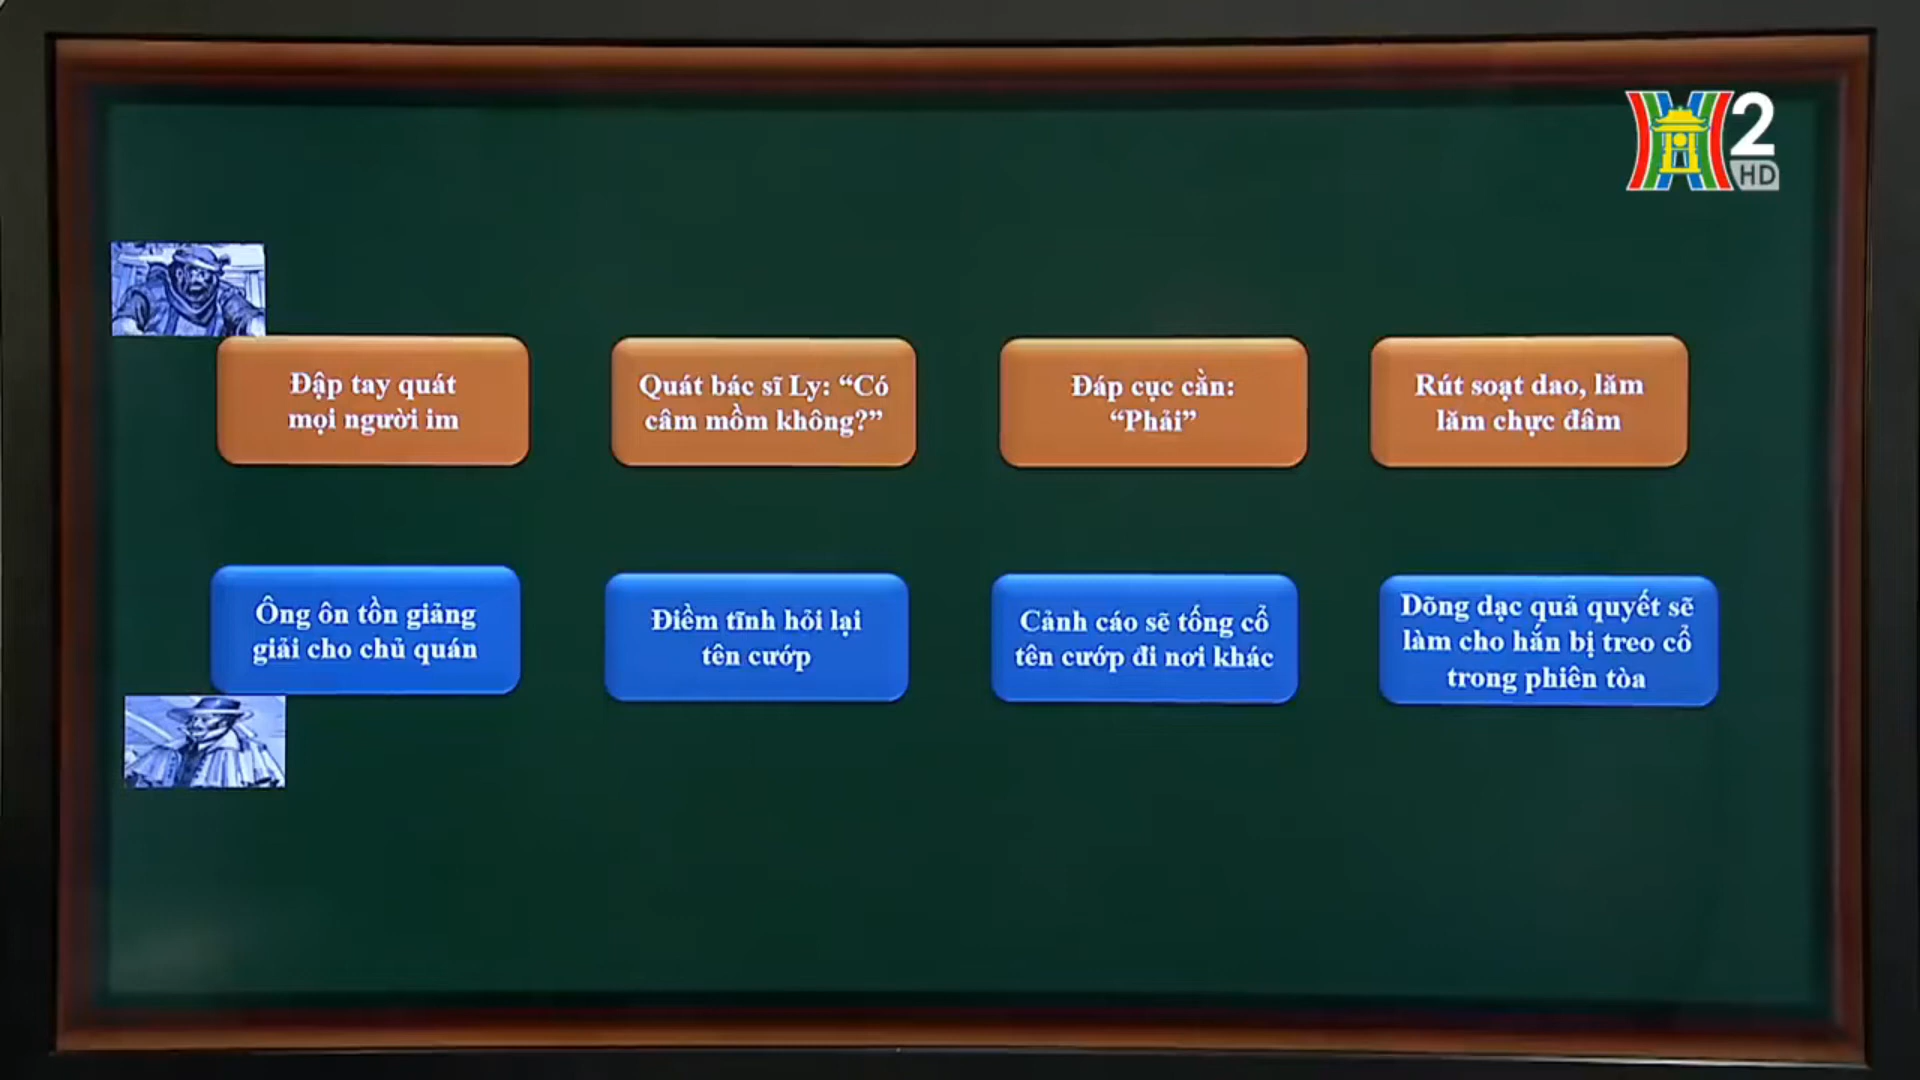 2
HD
Đập tay quát
mọi người im
Quát bác sĩ Ly: “Có
câm mồm không?”
Đáp cục cằn:
“Phải”
Rút soạt dao, lăm
lăm chực đâm
Ông ôn tồn giảng
giải cho chủ quán
Điềm tĩnh hỏi lại
tên cướp
Cảnh cáo sẽ tống cổ
tên cướp đi nơi khác
Dõng dạc quả quyết sẽ
làm cho hắn bị treo cổ
trong phiên tòa